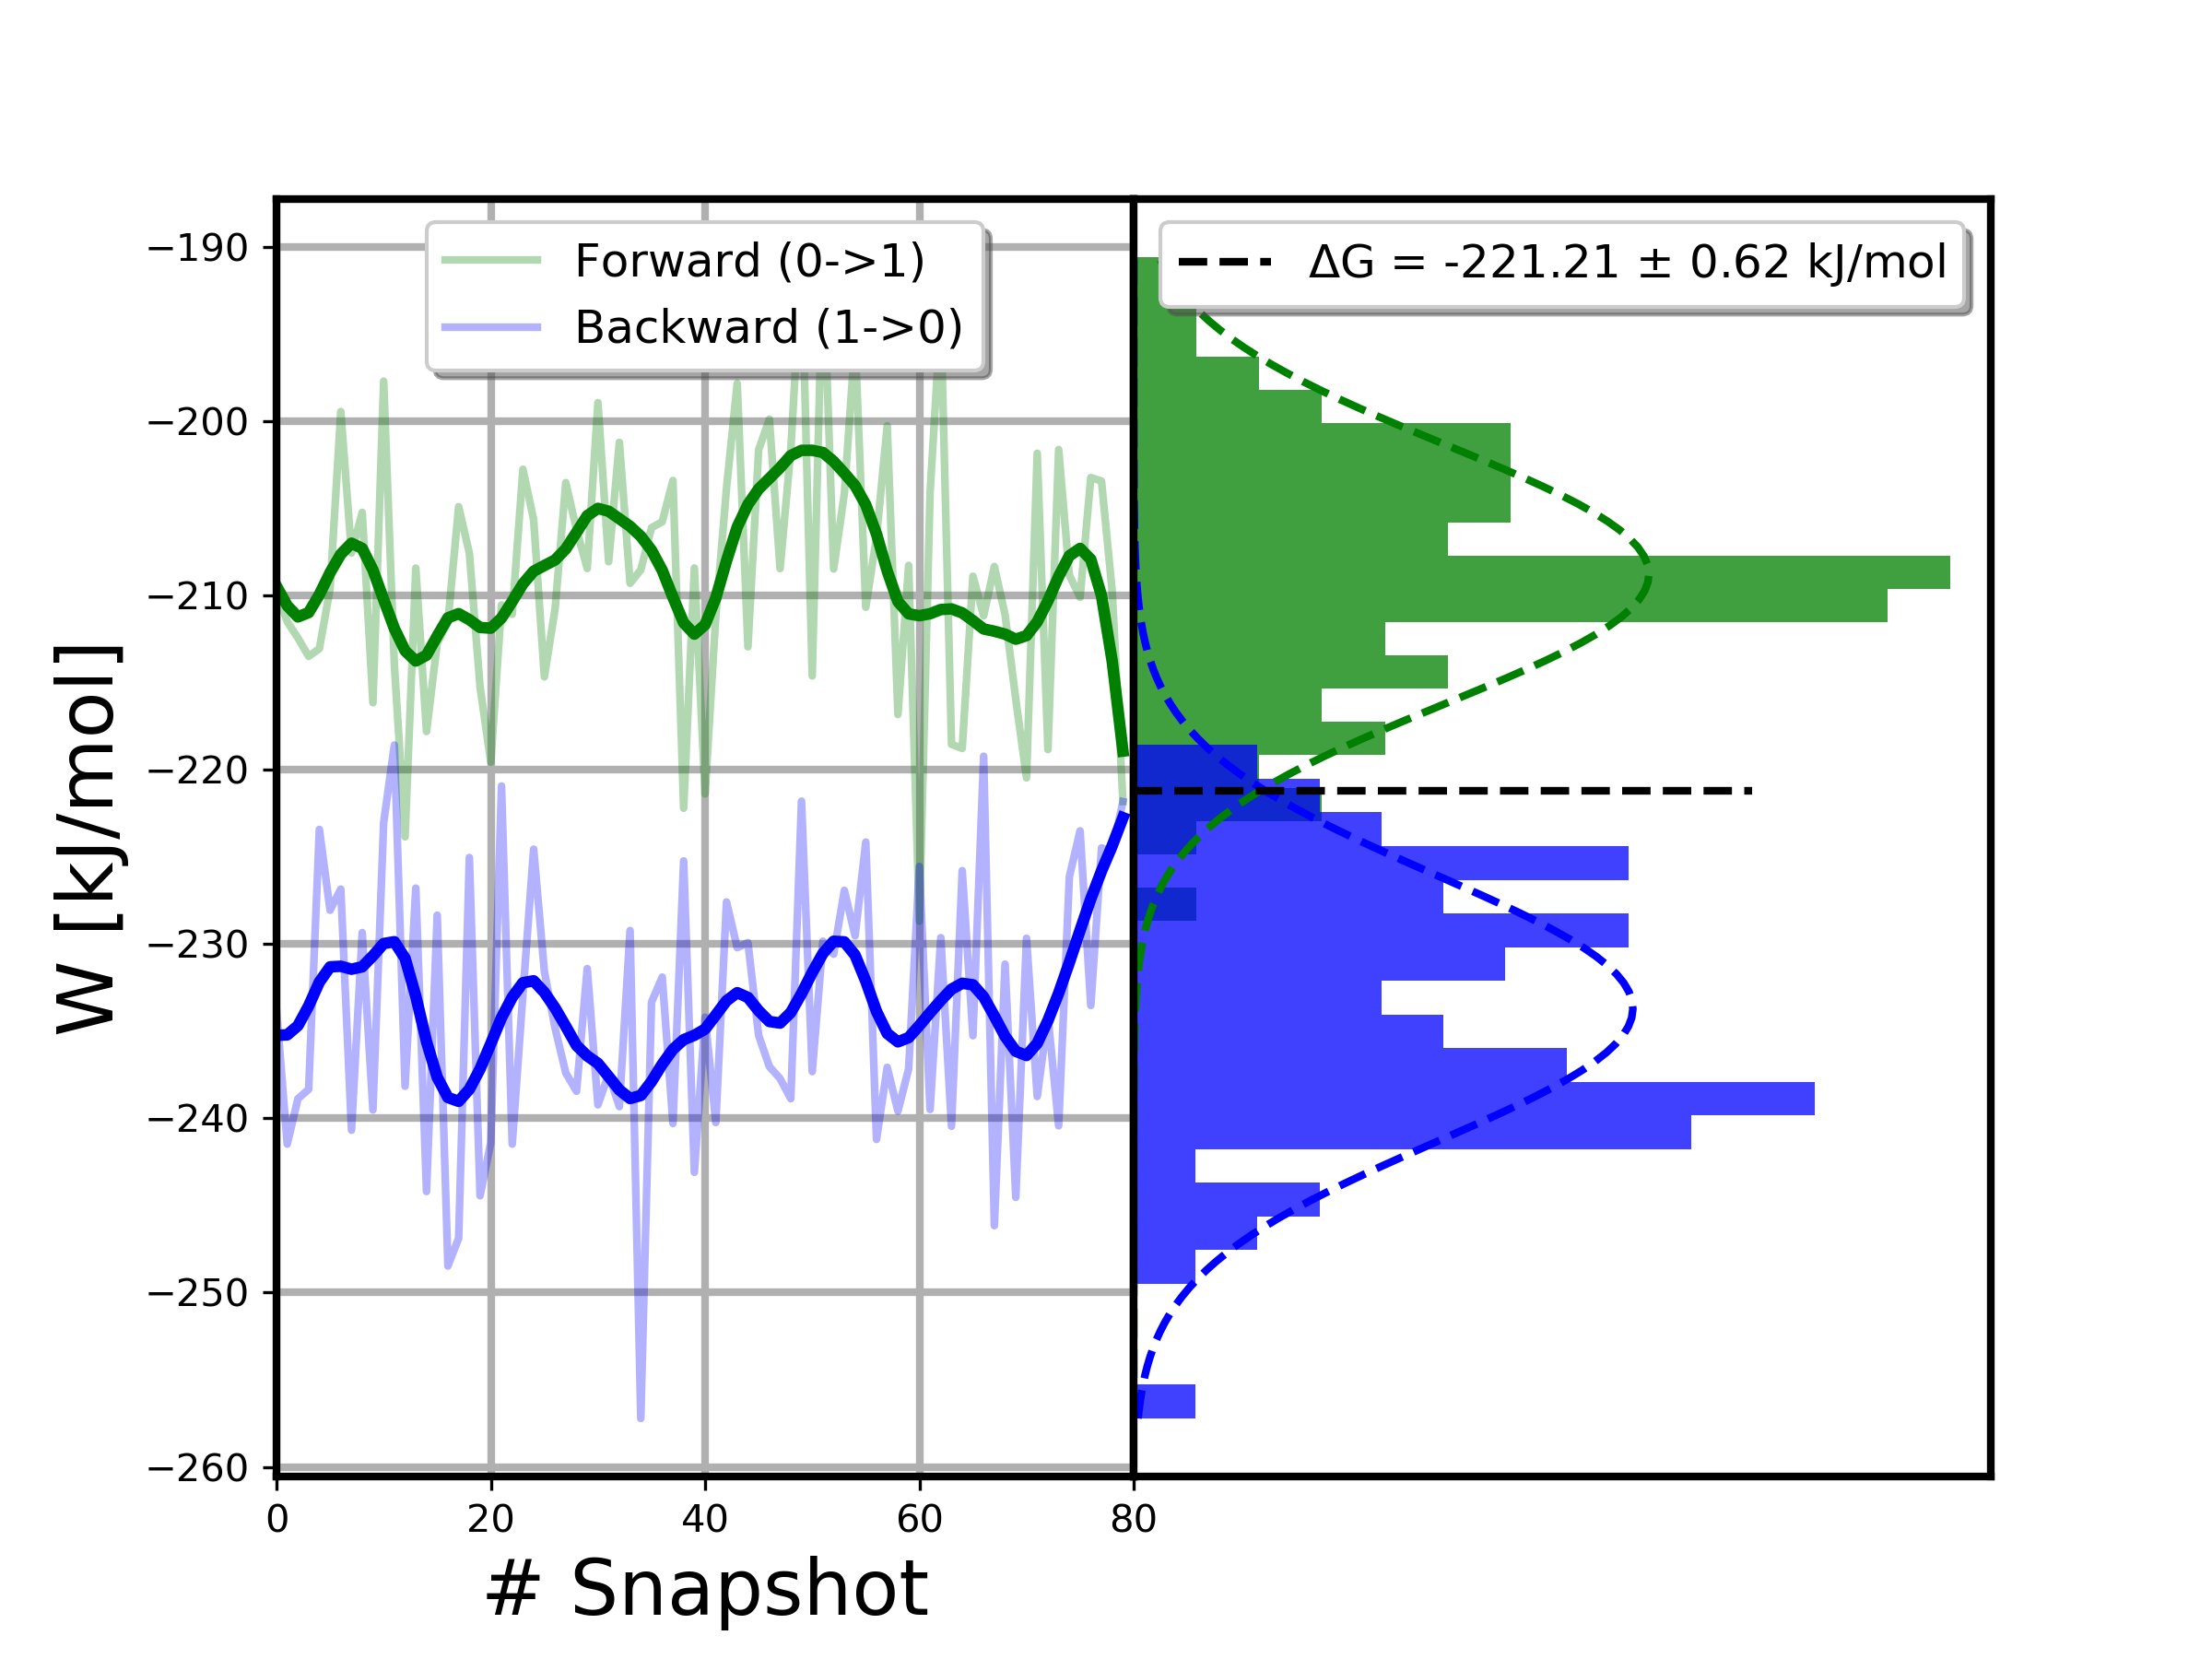 Forward (0->1)
Backward (1->0)
ΔG = -221.21 ± 0.62 kJ/mol
W [kJ/mol]
−190
−200
−210
−220
−230
−240
−250
−260
0 20 40 60 80
# Snapshot